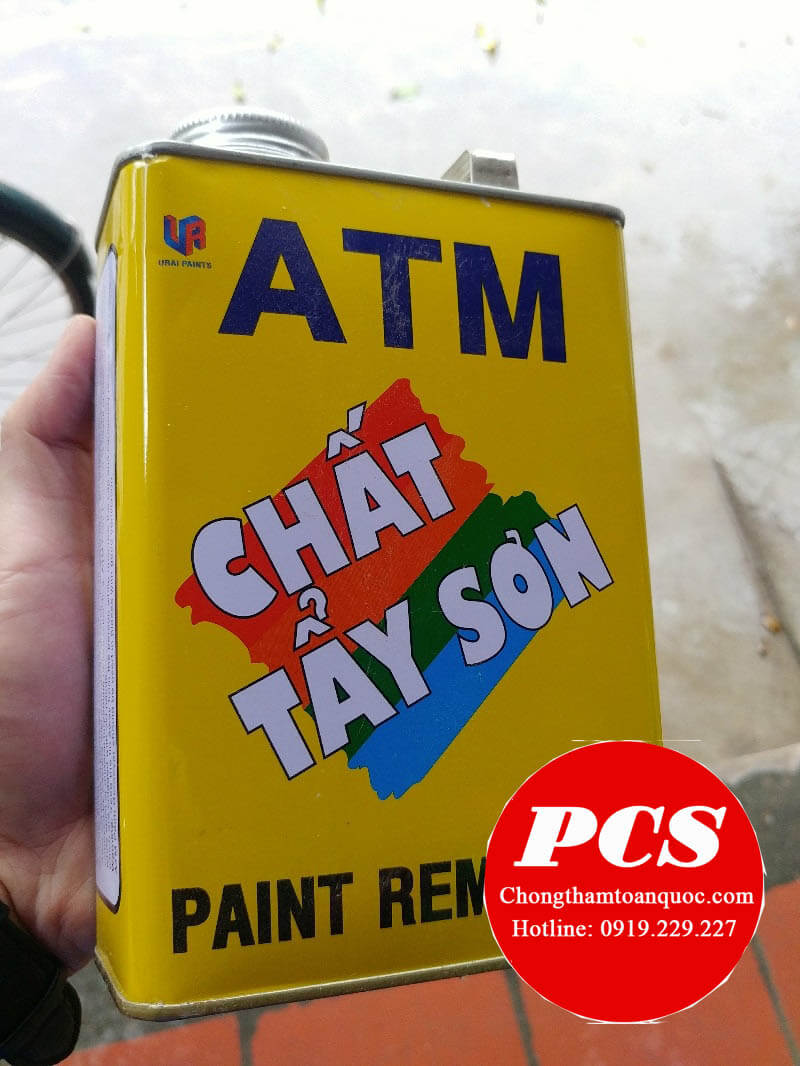 URAI PAINTS
ATM
CHẤT
TẨY SƠN
PAINT REM
PCS
Chongthamtoanquoc.com
Hotline: 0919.229.227